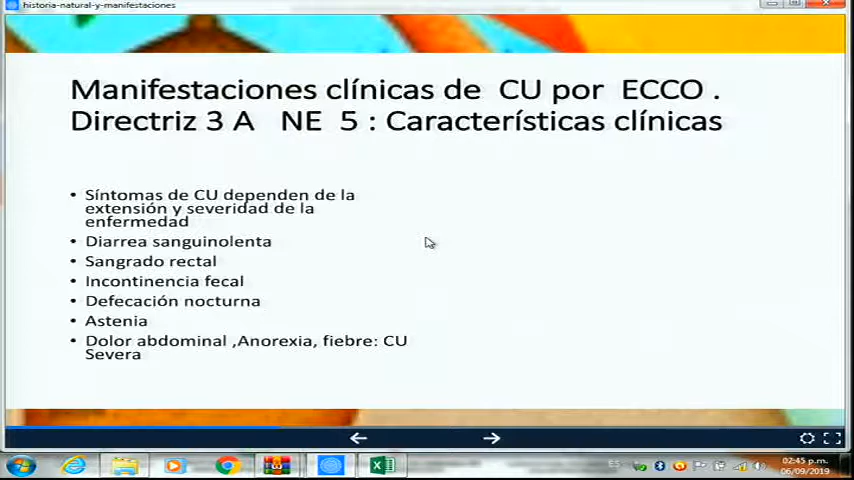 historia-natural-y-manifestaciones
Manifestaciones clínicas de CU por ECCO .
Directriz 3 A NE 5 : Características clínicas
• Síntomas de CU dependen de la
extensión y severidad de la
enfermedad
• Diarrea sanguinolenta
• Sangrado rectal
• Incontinencia fecal
• Defecación nocturna
• Astenia
• Dolor abdominal ,Anorexia, fiebre: CU
Severa
ES
02:45 p.m.
06/09/2019